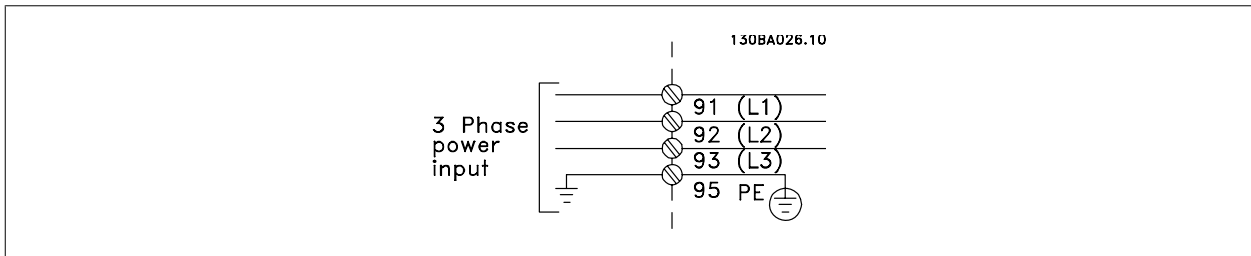 130BA026.10
3 Phase
power
input
91 (L1)
92 (L2)
93 (L3)
95 PE